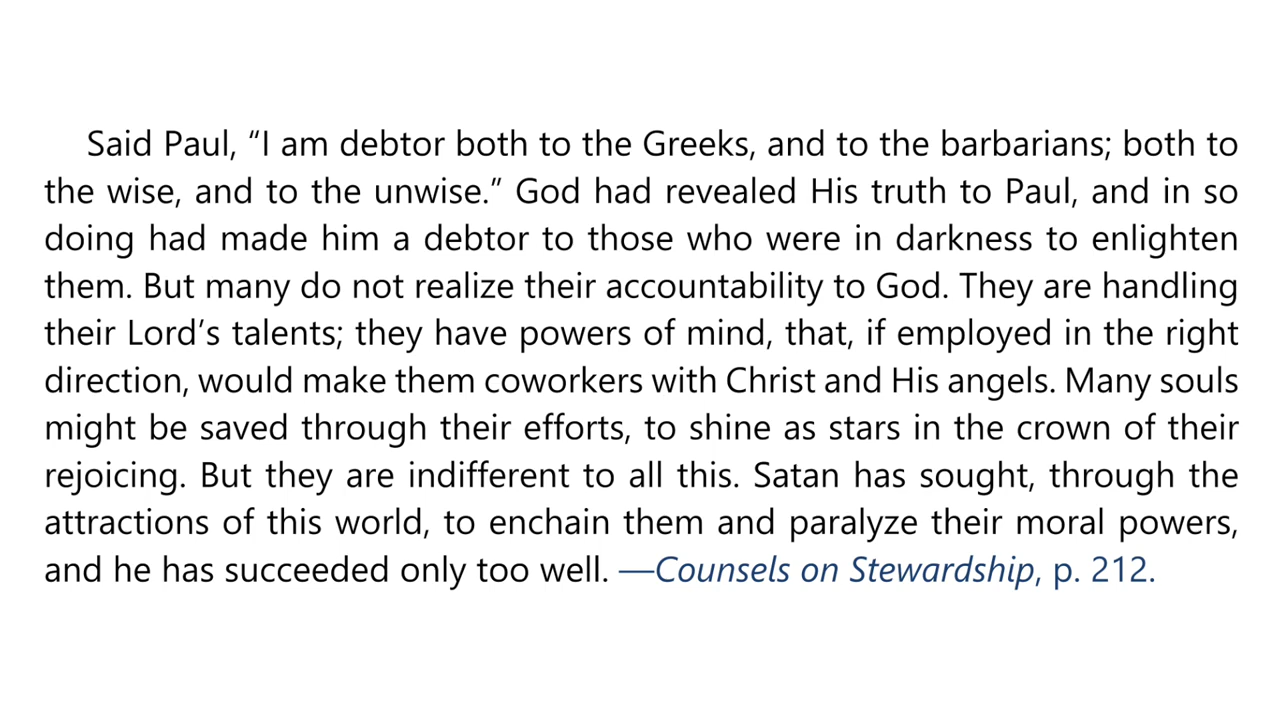 Said Paul, “I am debtor both to the Greeks, and to the barbarians; both to
the wise, and to the unwise.” God had revealed His truth to Paul, and in so
doing had made him a debtor to those who were in darkness to enlighten
them. But many do not realize their accountability to God. They are handling
their Lord’s talents; they have powers of mind, that, if employed in the right
direction, would make them coworkers with Christ and His angels. Many souls
might be saved through their efforts, to shine as stars in the crown of their
rejoicing. But they are indifferent to all this. Satan has sought, through the
attractions of this world, to enchain them and paralyze their moral powers,
and he has succeeded only too well. —Counsels on Stewardship, p. 212.